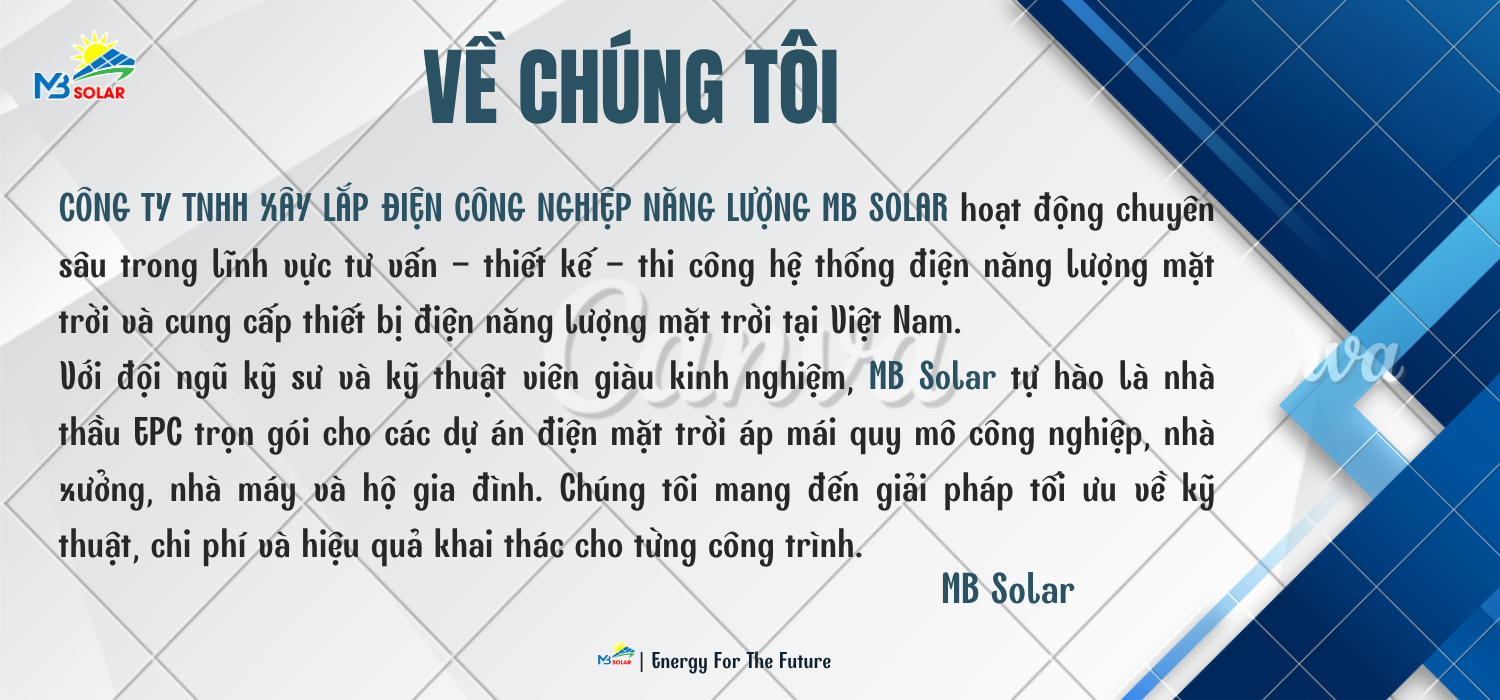 MB SOLAR
VỀ CHÚNG TÔI
CÔNG TY TNHH XÂY LẮP ĐIỆN CÔNG NGHIỆP NĂNG LƯỢNG MB SOLAR hoạt động chuyên
sâu trong lĩnh vực tư vấn – thiết kế – thi công hệ thống điện năng lượng mặt
trời và cung cấp thiết bị điện năng lượng mặt trời tại Việt Nam.
Với đội ngũ kỹ sư và kỹ thuật viên giàu kinh nghiệm, MB Solar tự hào là nhà
thầu EPC trọn gói cho các dự án điện mặt trời áp mái quy mô công nghiệp, nhà
xưởng, nhà máy và hộ gia đình. Chúng tôi mang đến giải pháp tối ưu về kỹ
thuật, chi phí và hiệu quả khai thác cho từng công trình.
MB Solar
MB SOLAR | Energy For The Future
Canva